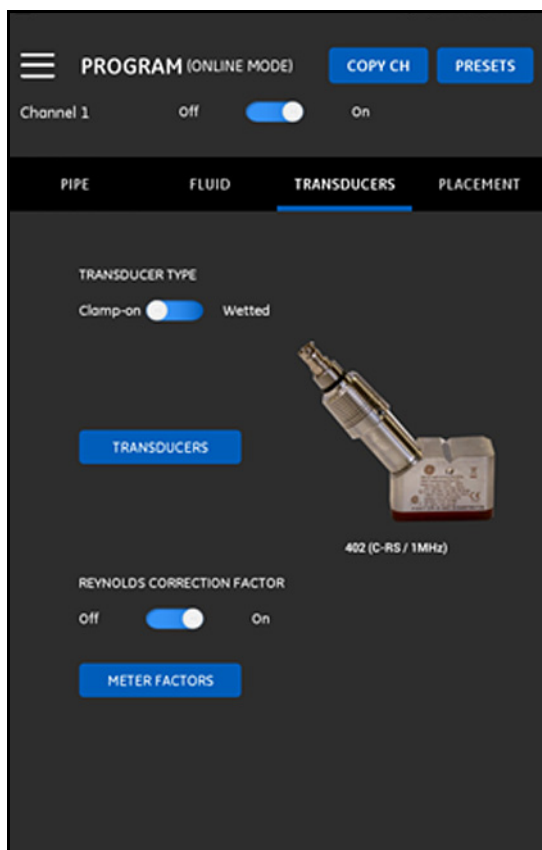 PROGRAM (ONLINE MODE) COPY CH PRESETS
Channel 1 Off On
PIPE FLUID TRANSDUCERS PLACEMENT
TRANSDUCER TYPE
Clamp-on Wetted
TRANSDUCERS
402 (C-RS / 1MHz)
REYNOLDS CORRECTION FACTOR
Off On
METER FACTORS